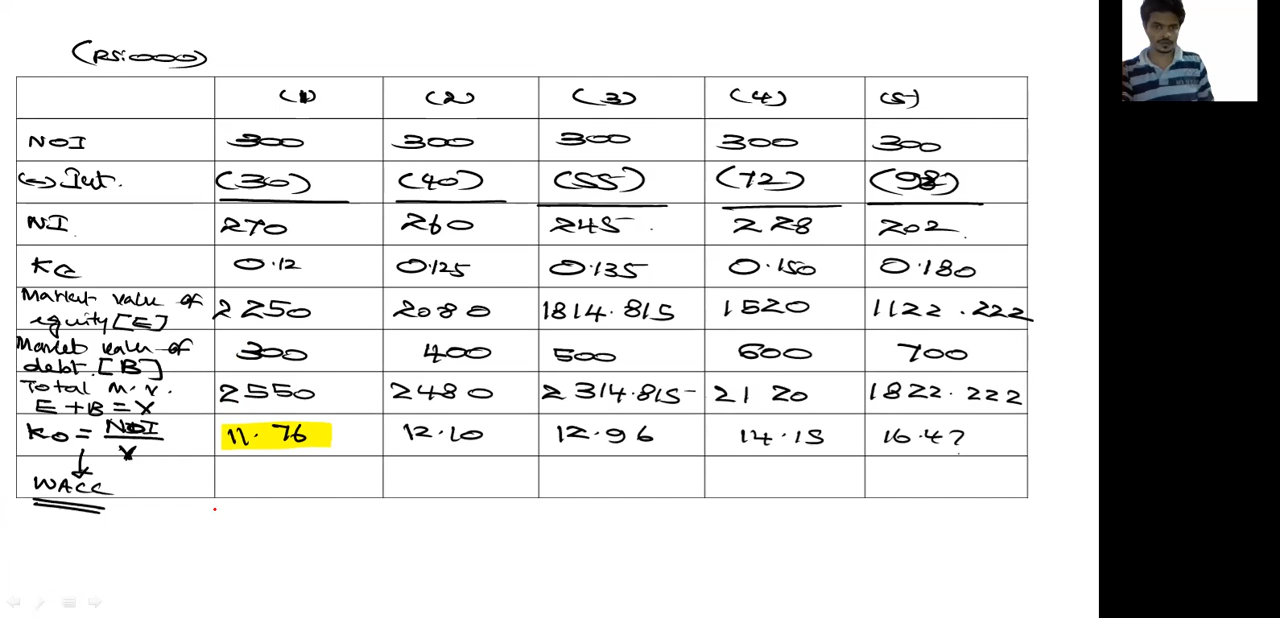 (Rs:000)
(1) (2) (3) (4) (5)
NOI 300 300 300 300 300
(-) Int. (30) (40) (55) (72) (98)
NI 270 260 245 228 202
Ke 0.12 0.125 0.135 0.150 0.180
Market value of
equity [E] 2250 2080 1814.815 1520 1122.222
Market value of
debt. [B] 300 400 500 600 700
Total m.v.
E + B = V 2550 2480 2314.815 2120 1822.222
Ko = NOI / V 11.76 12.10 12.96 14.15 16.47
WACC